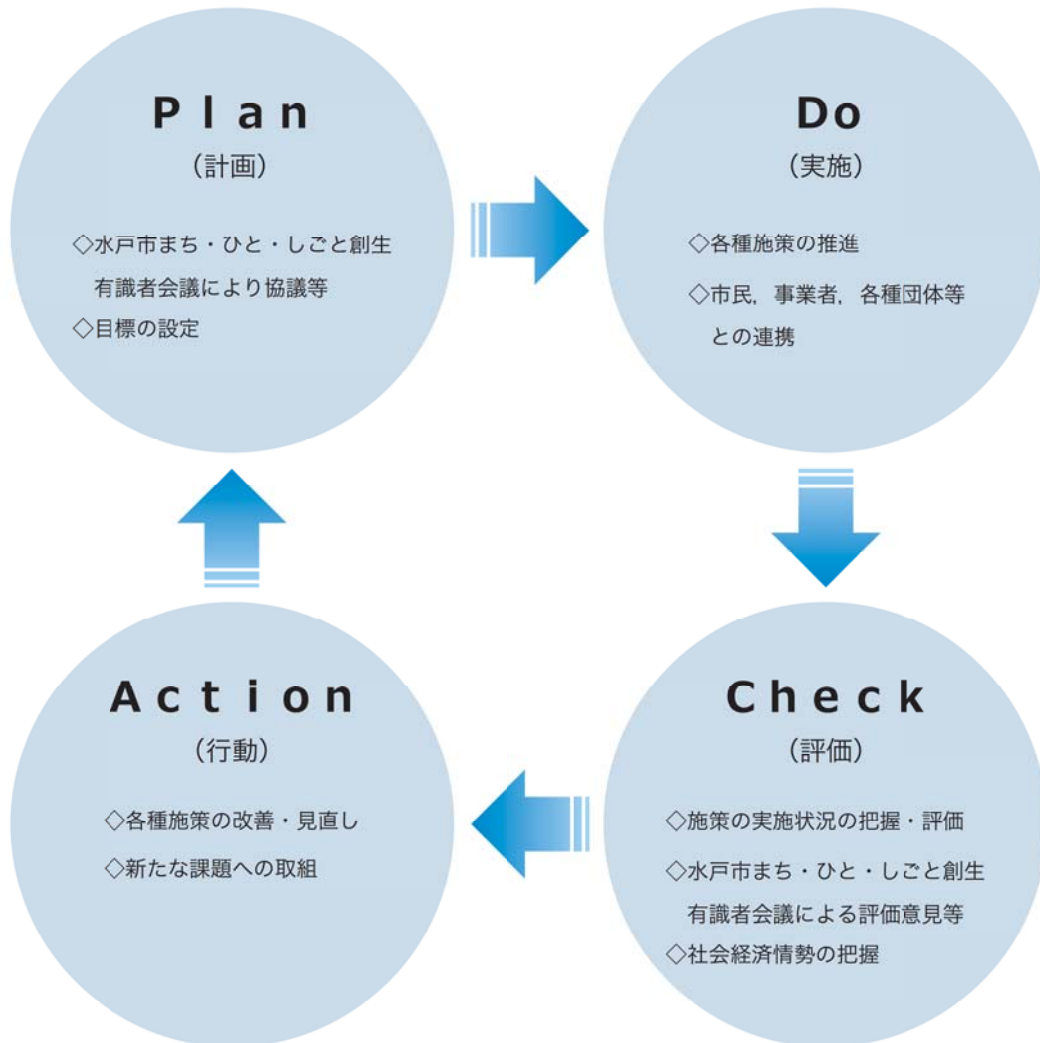 Plan
（計画）
◇水戸市まち・ひと・しごと創生
有識者会議により協議等
◇目標の設定
Do
（実施）
◇各種施策の推進
◇市民，事業者，各種団体等
との連携
Action
（行動）
◇各種施策の改善・見直し
◇新たな課題への取組
Check
（評価）
◇施策の実施状況の把握・評価
◇水戸市まち・ひと・しごと創生
有識者会議による評価意見等
◇社会経済情勢の把握